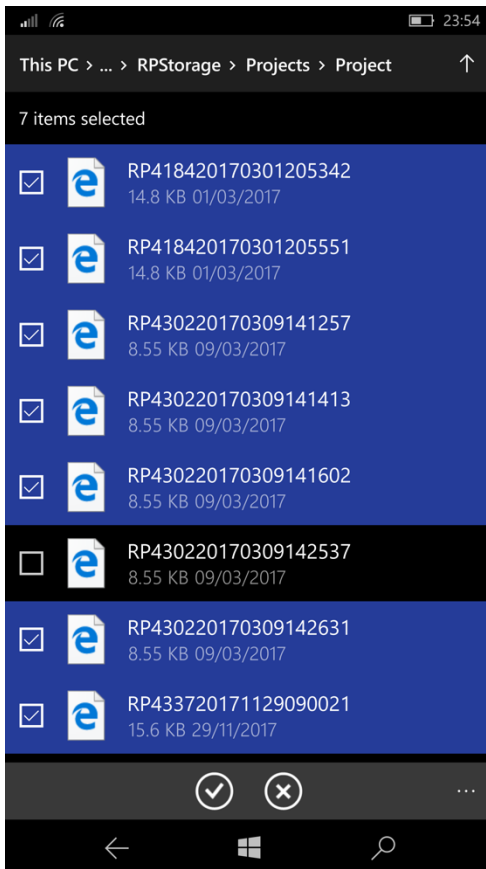 23:54
This PC > ... > RPStorage > Projects > Project
7 items selected
RP418420170301205342
14.8 KB 01/03/2017
RP418420170301205551
14.8 KB 01/03/2017
RP430220170309141257
8.55 KB 09/03/2017
RP430220170309141413
8.55 KB 09/03/2017
RP430220170309141602
8.55 KB 09/03/2017
RP430220170309142537
8.55 KB 09/03/2017
RP430220170309142631
8.55 KB 09/03/2017
RP433720171129090021
15.6 KB 29/11/2017
...